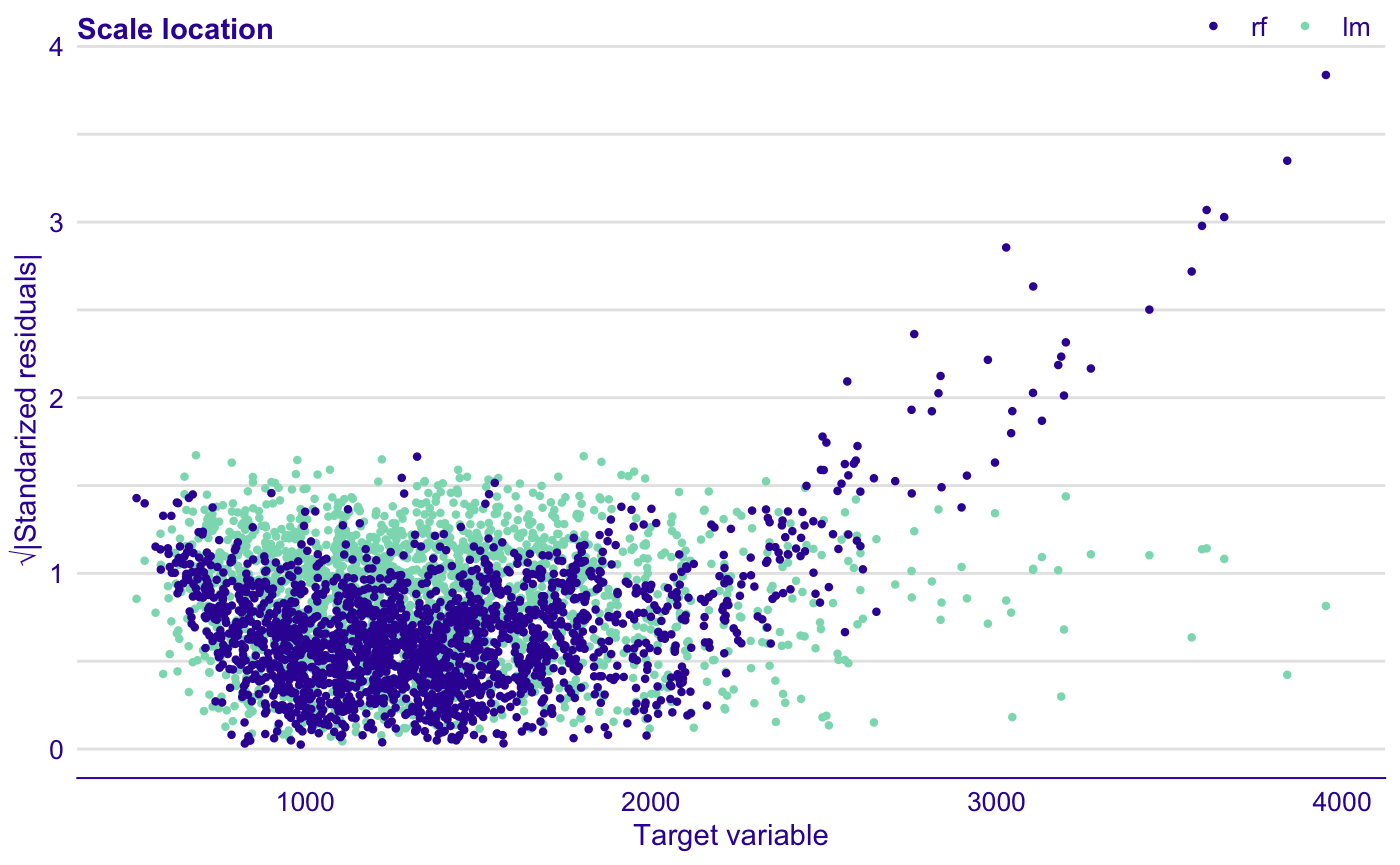 Scale location
rf
lm
√|Standarized residuals|
4
3
2
1
0
1000
2000
3000
4000
Target variable